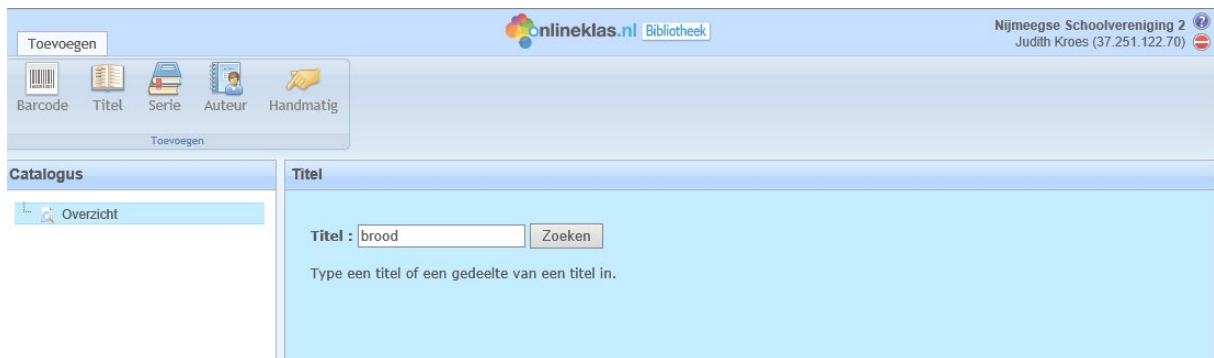 Toevoegen
onlineklas.nl Bibliotheek
Nijmeegse Schoolvereniging 2
Judith Kroes (37.251.122.70)
Barcode Titel Serie Auteur Handmatig
Toevoegen
Catalogus
Titel
Overzicht
Titel : brood Zoeken
Type een titel of een gedeelte van een titel in.